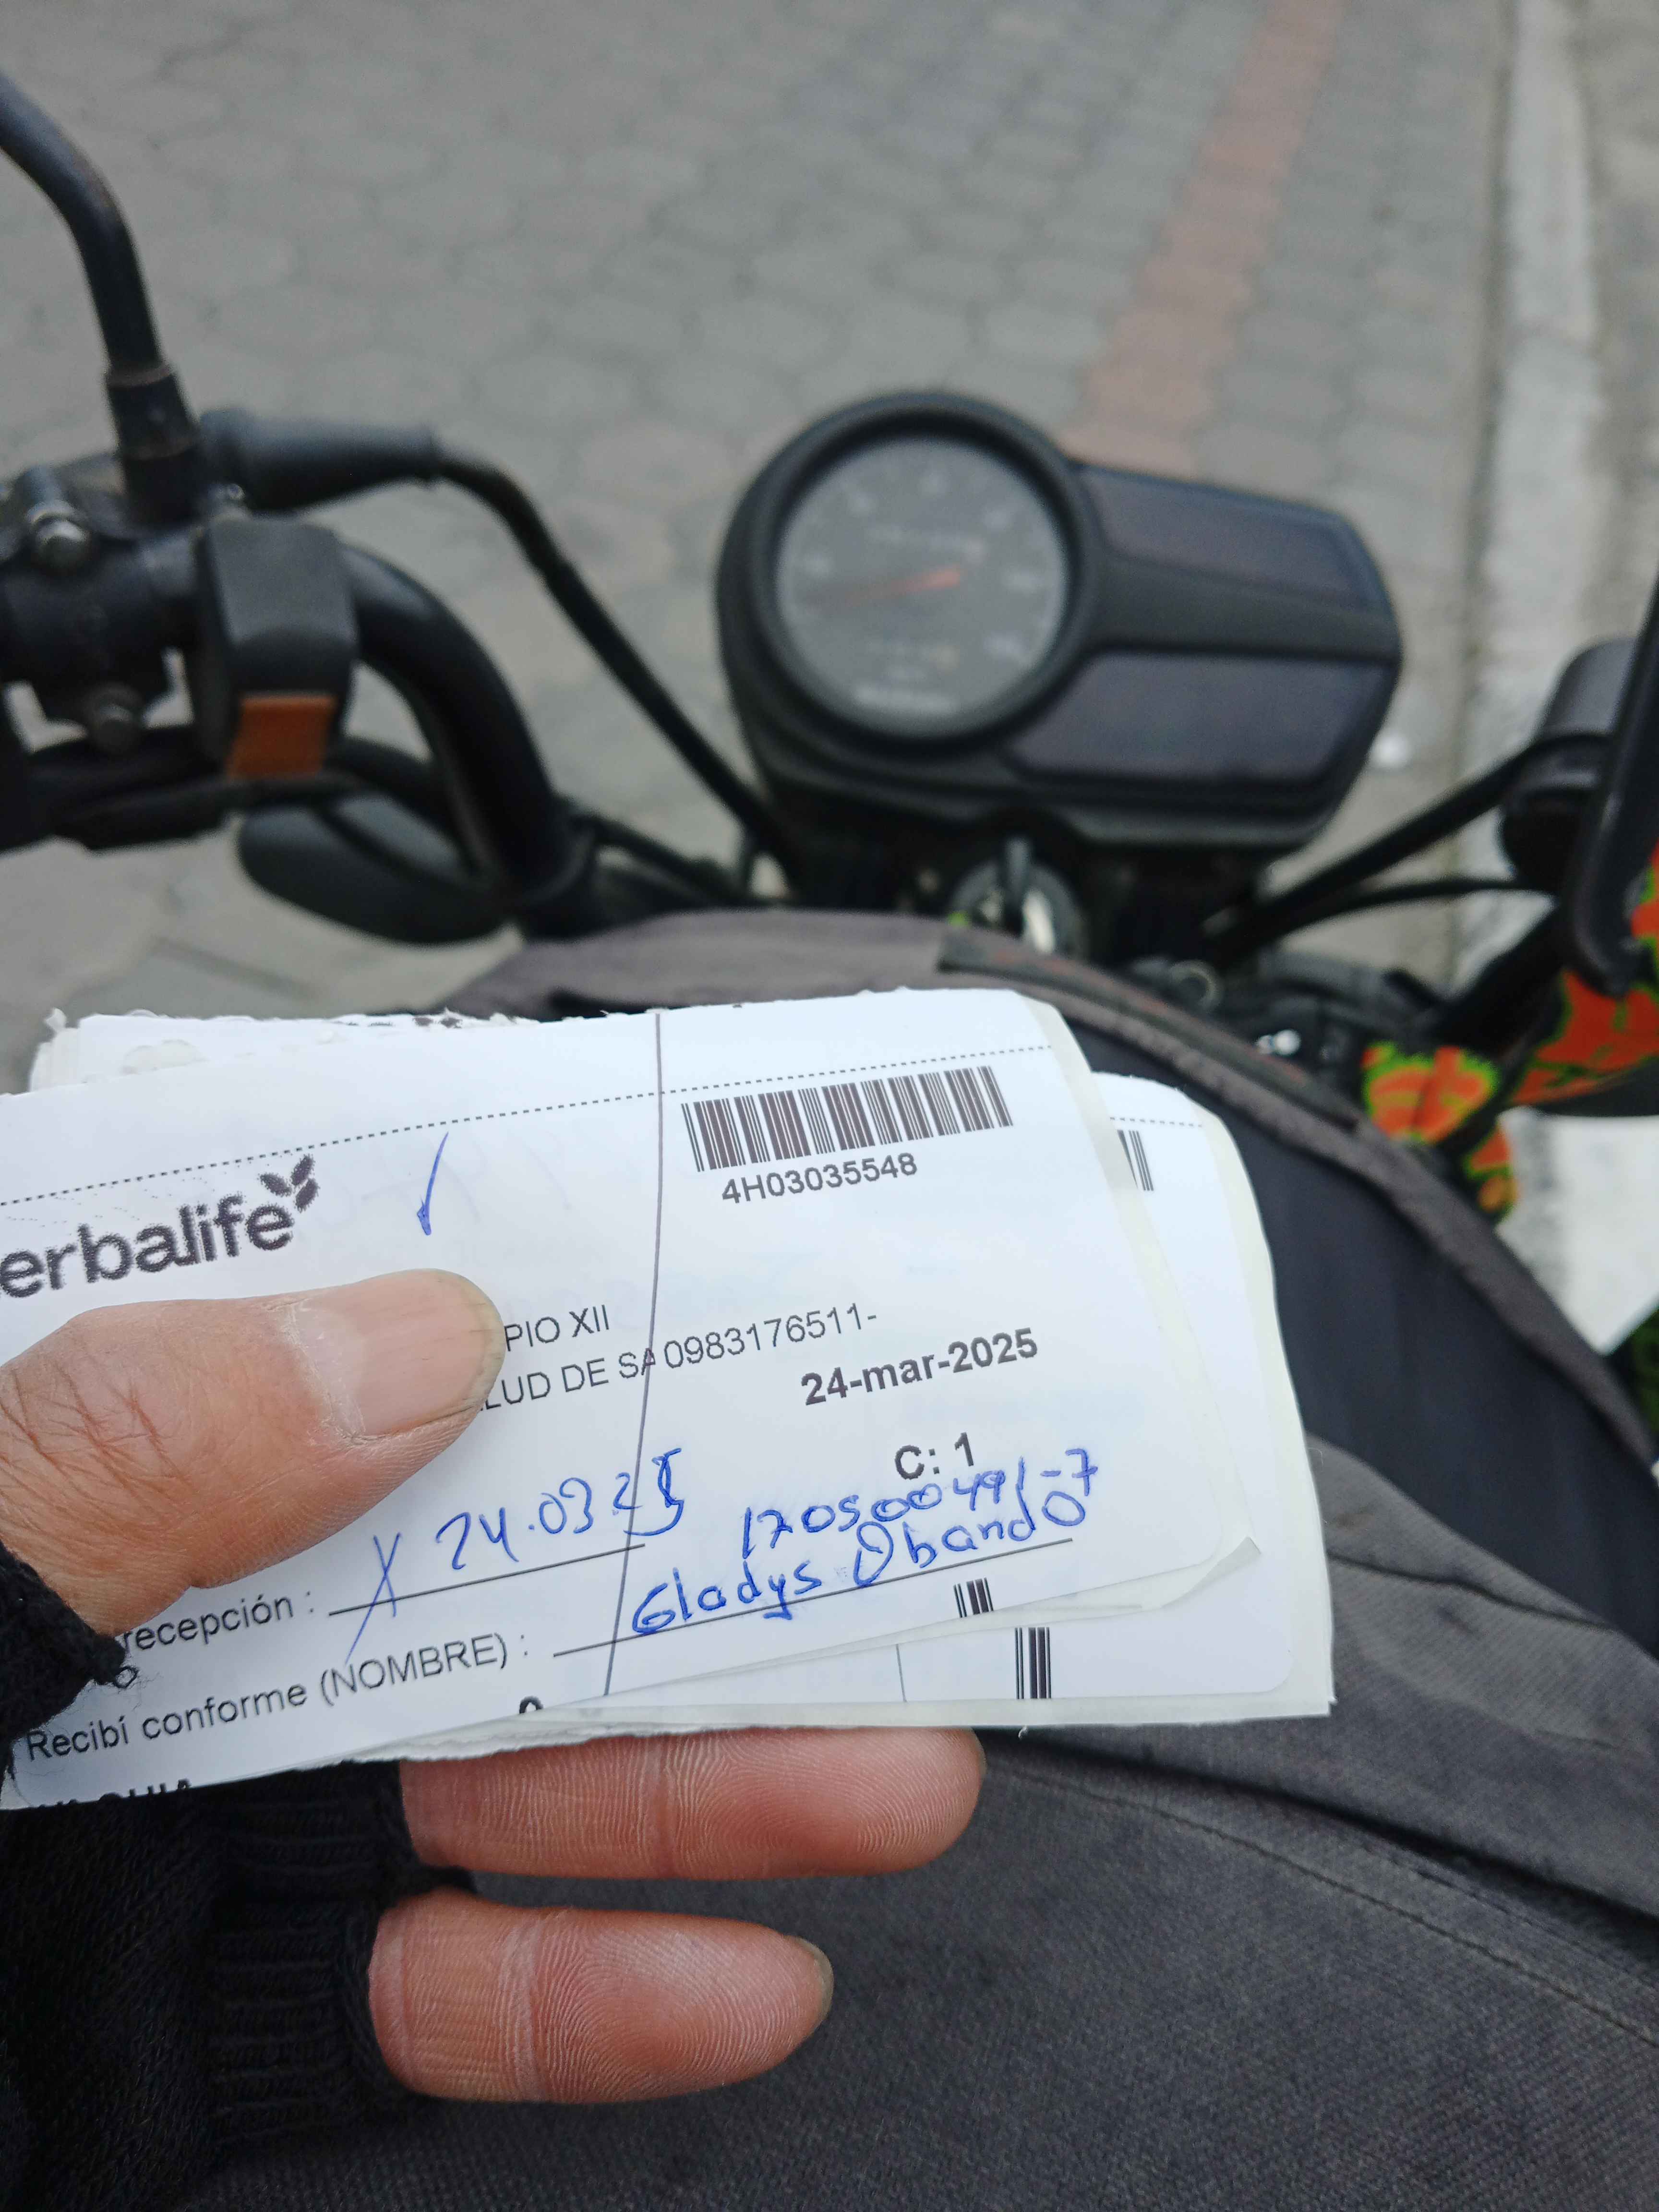 erbalife
4H03035548
PIO XII
LUD DE SA 0983176511-
24-mar-2025
C: 1
recepción : X 24.03.25
170500491-7
Recibí conforme (NOMBRE) : Gladys Obando